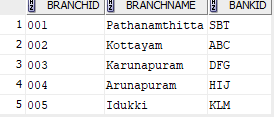 BRANCHID BRANCHNAME BANKID
1 001 Pathanamthitta SBT
2 002 Kottayam ABC
3 003 Karunapuram DFG
4 004 Arunapuram HIJ
5 005 Idukki KLM